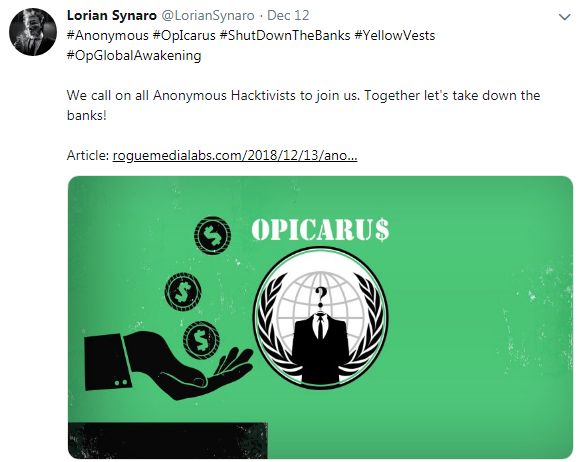 Lorian Synaro @LorianSynaro · Dec 12
#Anonymous #OpIcarus #ShutDownTheBanks #YellowVests
#OpGlobalAwakening
We call on all Anonymous Hacktivists to join us. Together let's take down the
banks!
Article: roguemedialabs.com/2018/12/13/ano...
OPICARU$
$
?
$
$